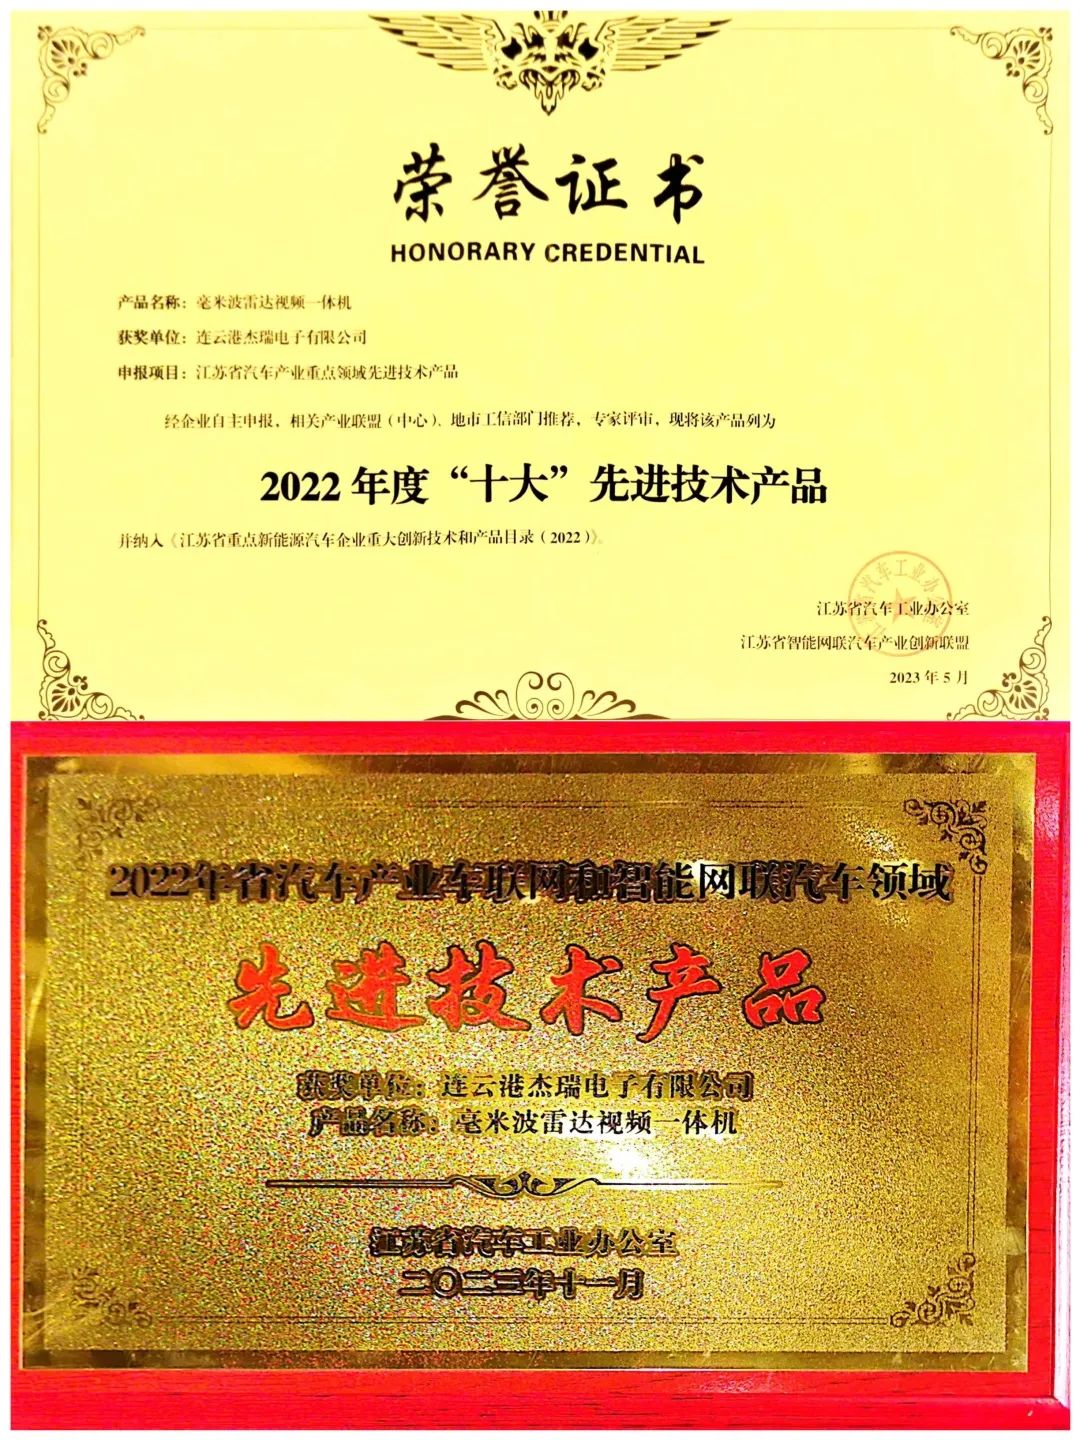 荣誉证书
HONORARY CREDENTIAL
产品名称：毫米波雷达视频一体机
获奖单位：连云港杰瑞电子有限公司
申报项目：江苏省汽车产业重点领域先进技术产品
经企业自主申报，相关产业联盟（中心）、地市工信部门推荐，专家评审，现将该产品列为
2022 年度“十大”先进技术产品
并纳入《江苏省重点新能源汽车企业重大创新技术和产品目录（2022）》。
江苏省汽车工业办公室
江苏省智能网联汽车产业创新联盟
2023 年 5 月
2022年省汽车产业车联网和智能网联汽车领域
先进技术产品
获奖单位：连云港杰瑞电子有限公司
产品名称：毫米波雷达视频一体机
江苏省汽车工业办公室
二〇二三年十一月